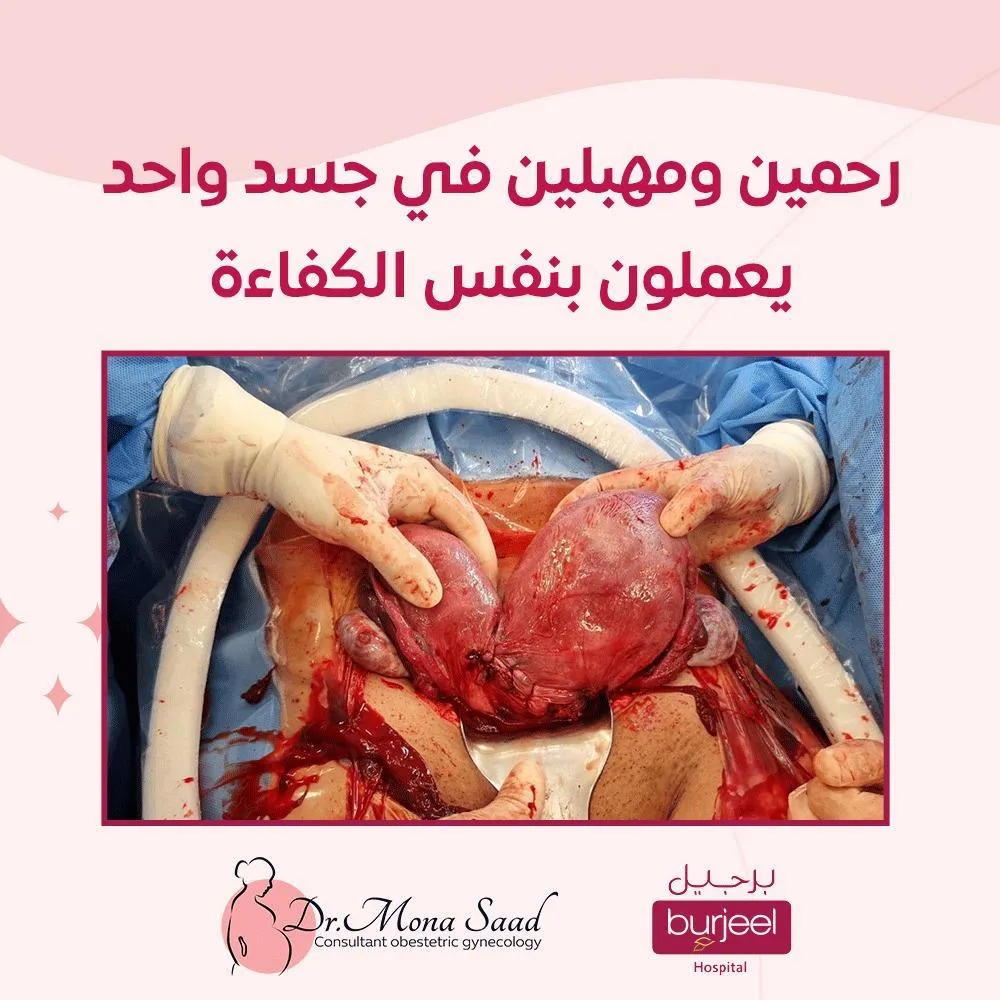 رحمين ومهبلين في جسد واحد
يعملون بنفس الكفاءة
Dr. Mona Saad
Consultant obestetric gynecology
برجيل
burjeel
Hospital